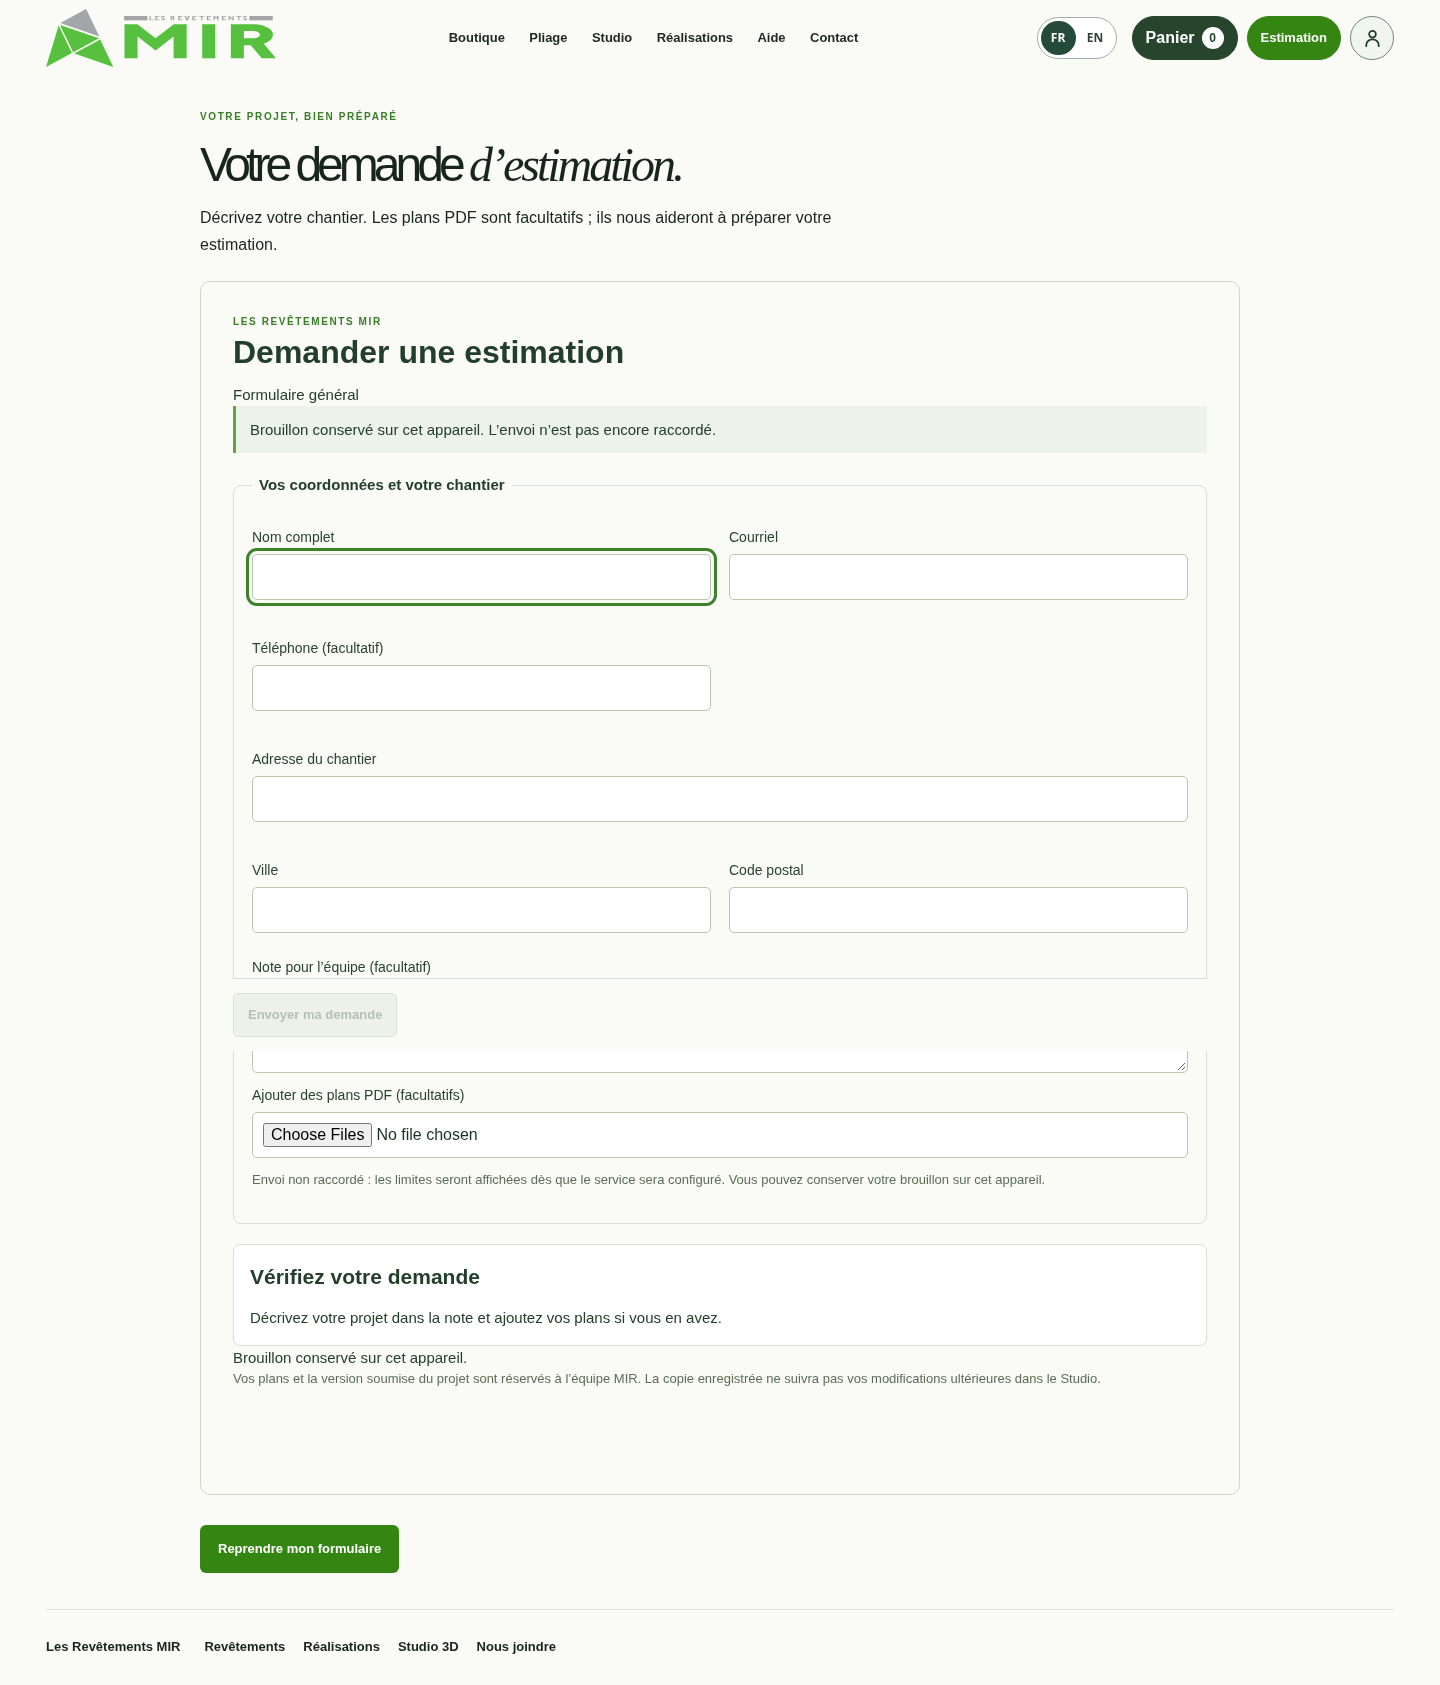 LES REVETEMENTS
MIR
Boutique Pliage Studio Réalisations Aide Contact
FR EN
Panier 0
Estimation
VOTRE PROJET, BIEN PRÉPARÉ
Votre demande d’estimation.
Décrivez votre chantier. Les plans PDF sont facultatifs ; ils nous aideront à préparer votre
estimation.
LES REVÊTEMENTS MIR
Demander une estimation
Formulaire général
Brouillon conservé sur cet appareil. L’envoi n’est pas encore raccordé.
Vos coordonnées et votre chantier
Nom complet Courriel
Téléphone (facultatif)
Adresse du chantier
Ville Code postal
Note pour l’équipe (facultatif)
Envoyer ma demande
Ajouter des plans PDF (facultatifs)
Choose Files No file chosen
Envoi non raccordé : les limites seront affichées dès que le service sera configuré. Vous pouvez conserver votre brouillon sur cet appareil.
Vérifiez votre demande
Décrivez votre projet dans la note et ajoutez vos plans si vous en avez.
Brouillon conservé sur cet appareil.
Vos plans et la version soumise du projet sont réservés à l’équipe MIR. La copie enregistrée ne suivra pas vos modifications ultérieures dans le Studio.
Reprendre mon formulaire
Les Revêtements MIR Revêtements Réalisations Studio 3D Nous joindre